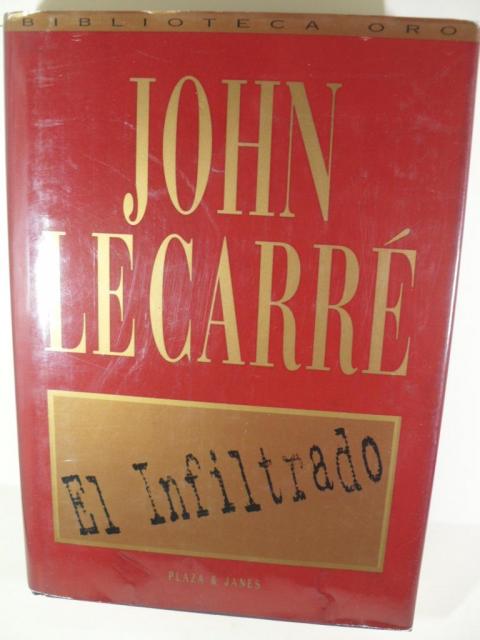 BIBLIOTECA ORO
JOHN
LE CARRÉ
El Infiltrado
PLAZA & JANES